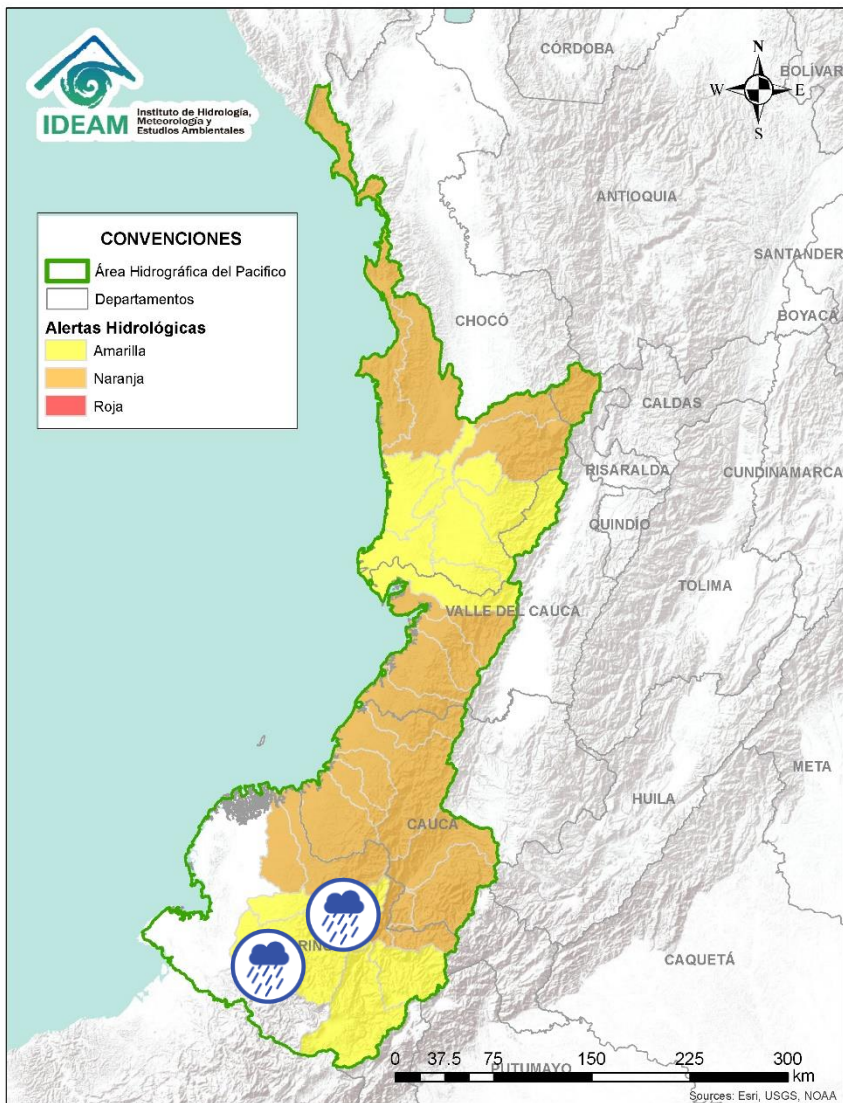 IDEAM
Instituto de Hidrología,
Meteorología y
Estudios Ambientales
N
W
E
S
CÓRDOBA
BOLÍVAR
ANTIOQUIA
SANTANDER
BOYACA
CHOCÓ
CALDAS
RISARALDA
CUNDINAMARCA
QUINDÍO
TOLIMA
VALLE DEL CAUCA
META
HUILA
CAUCA
CAQUETÁ
PUTUMAYO
CONVENCIONES
Área Hidrográfica del Pacifico
Departamentos
Alertas Hidrológicas
Amarilla
Naranja
Roja
0 37.5 75 150 225 300
km
Sources: Esri, USGS, NOAA